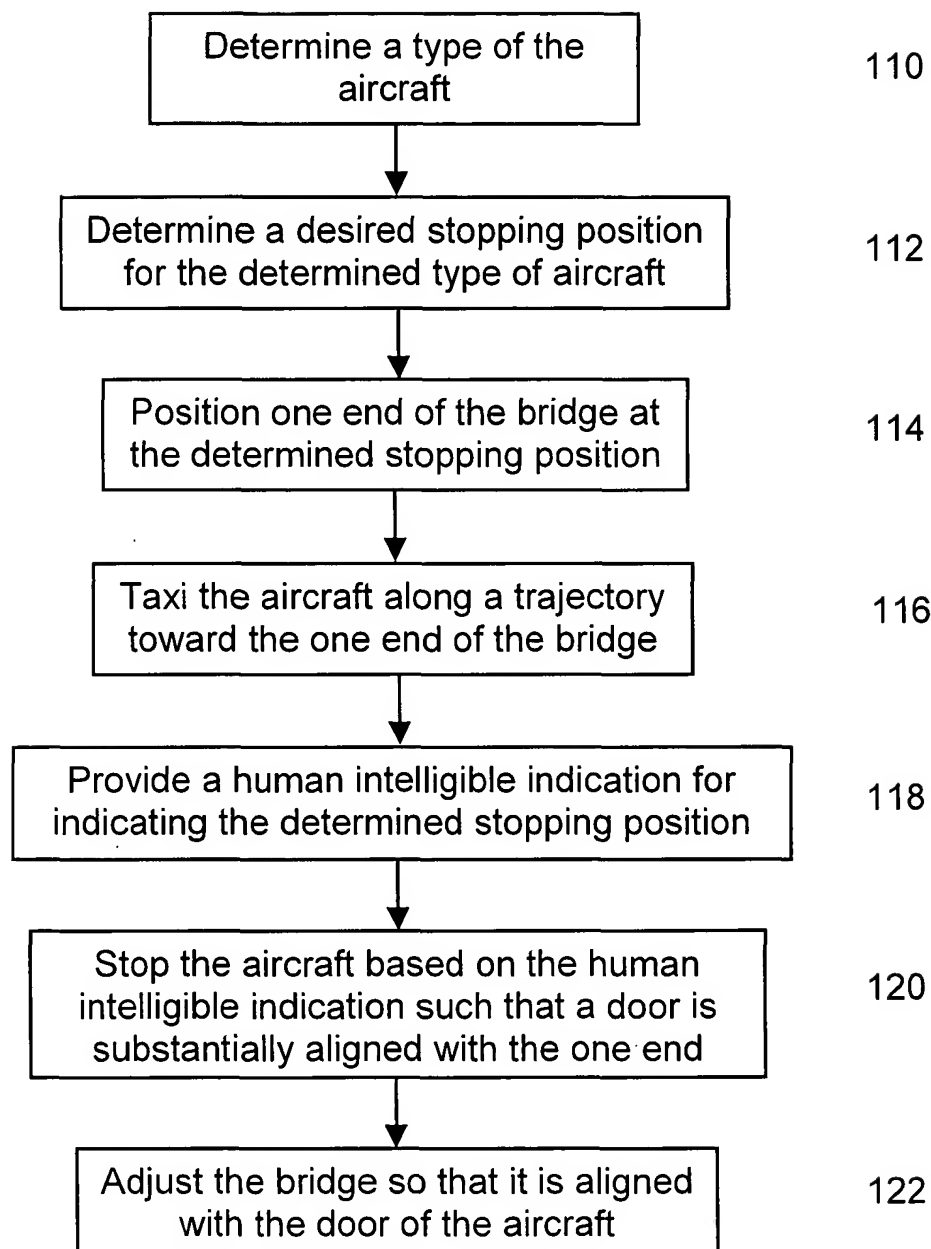 Determine a type of the
aircraft
110
Determine a desired stopping position
for the determined type of aircraft
112
Position one end of the bridge at
the determined stopping position
114
Taxi the aircraft along a trajectory
toward the one end of the bridge
116
Provide a human intelligible indication for
indicating the determined stopping position
118
Stop the aircraft based on the human
intelligible indication such that a door is
substantially aligned with the one end
120
Adjust the bridge so that it is aligned
with the door of the aircraft
122